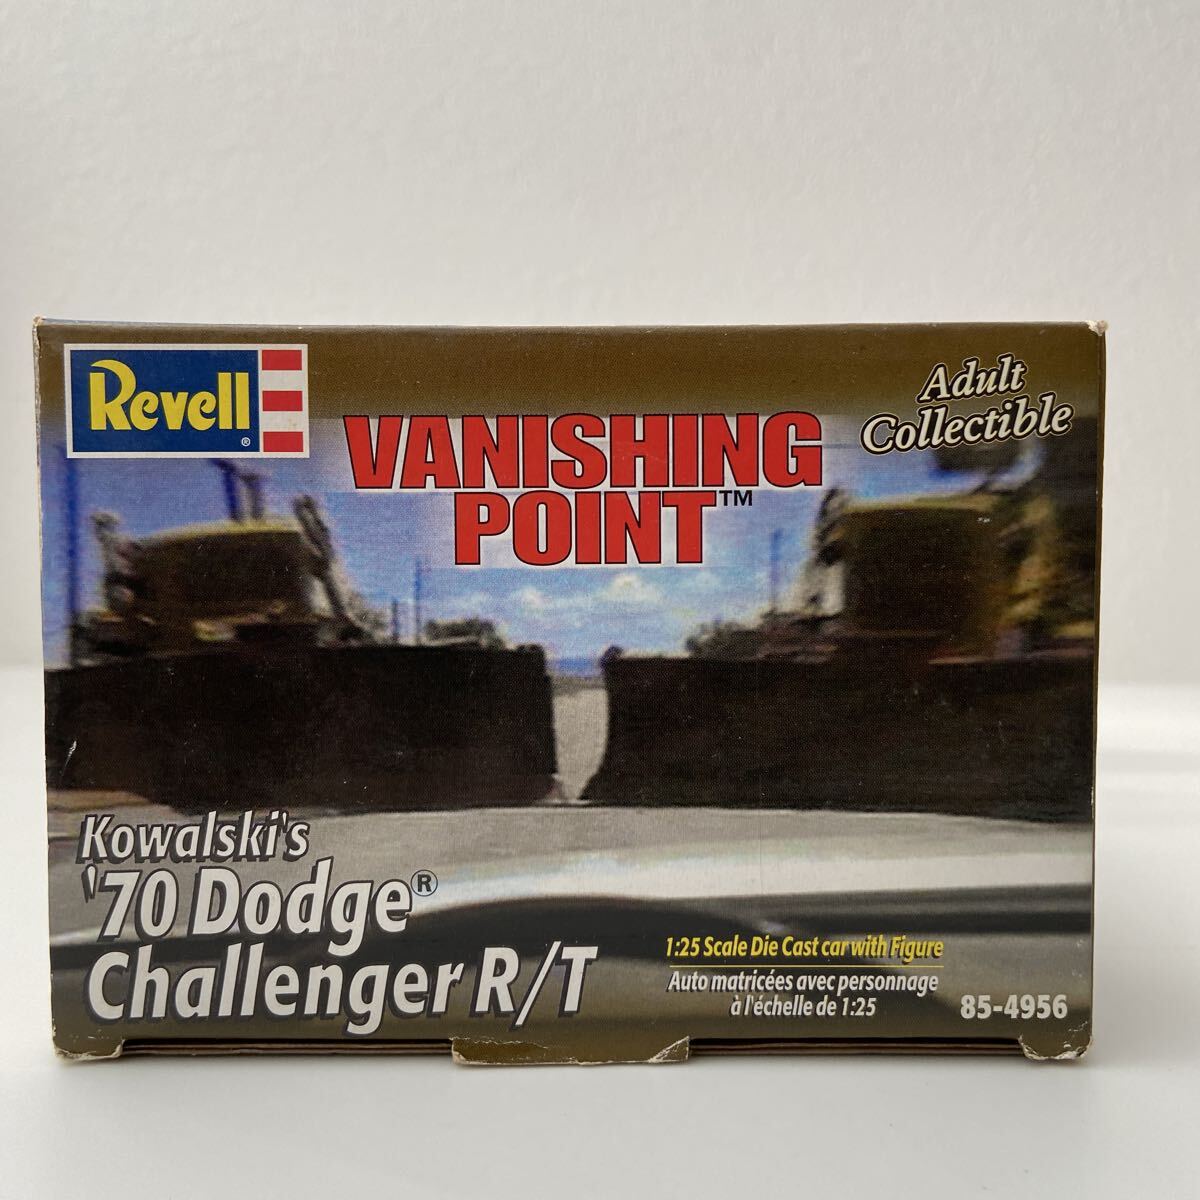 Revell®
VANISHING
POINT™
Adult
Collectible
Kowalski's
'70 Dodge®
Challenger R/T
1:25 Scale Die Cast car with Figure
Auto matricées avec personnage
à l'échelle de 1:25
85-4956